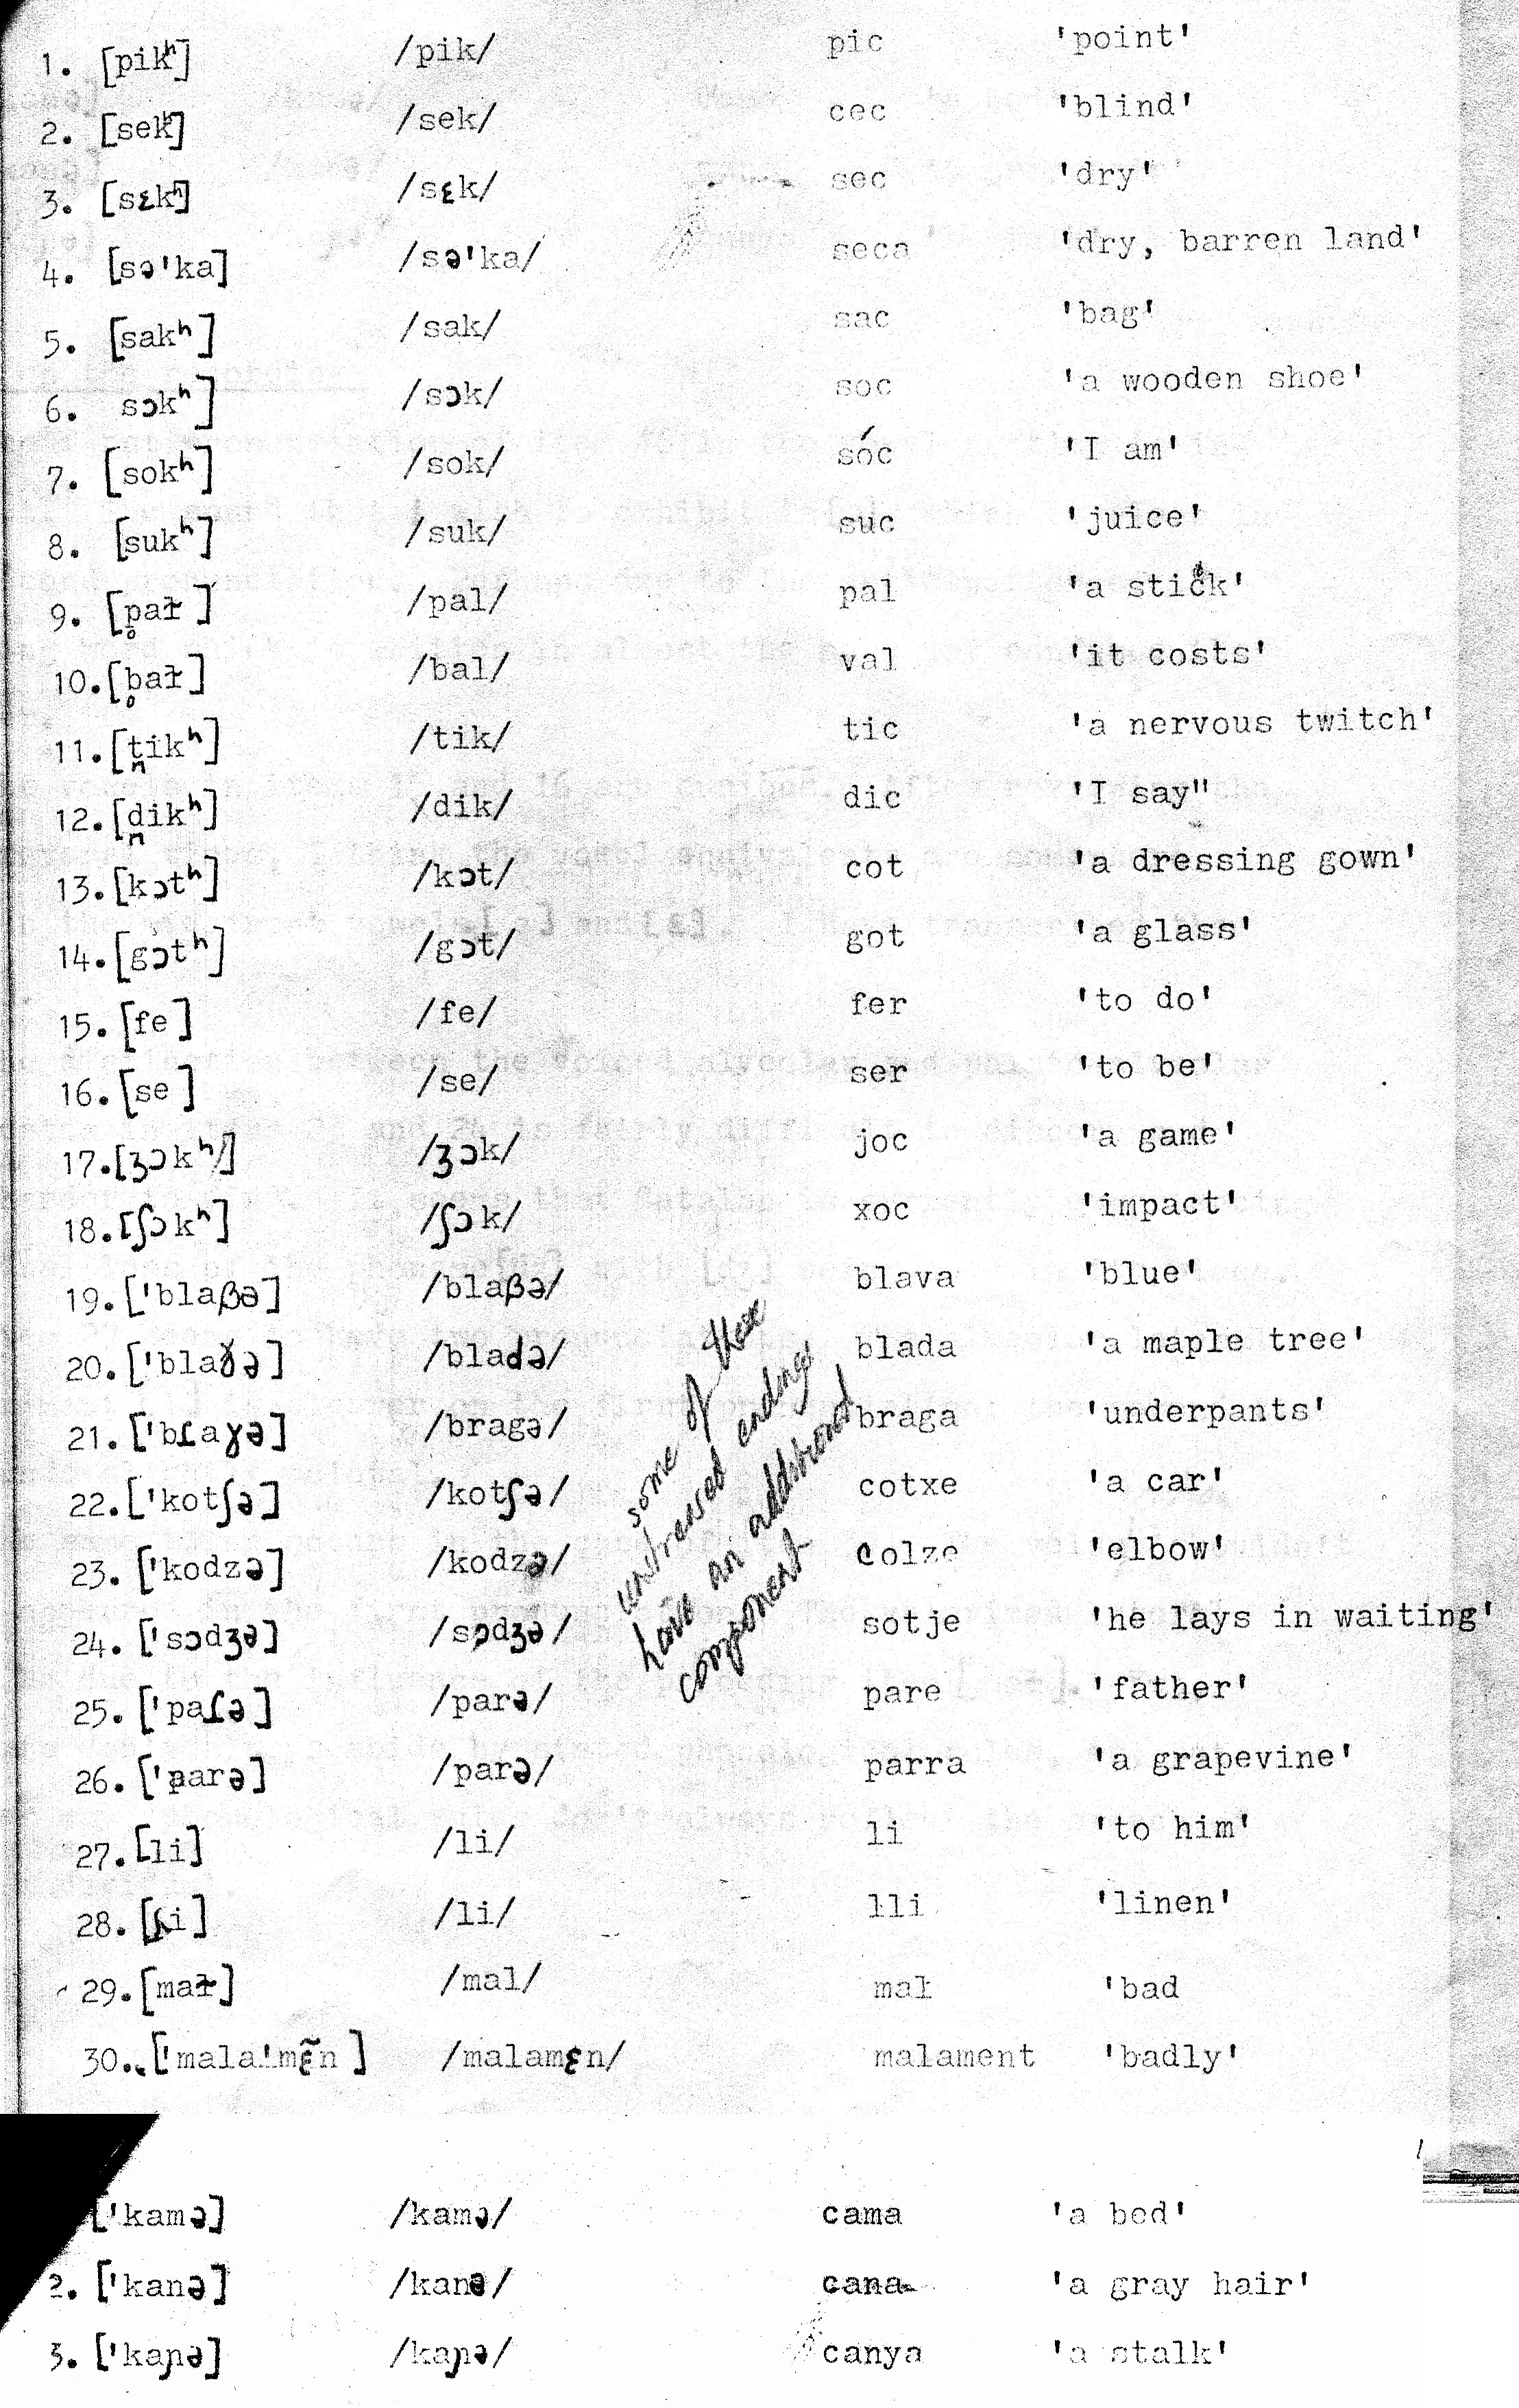 1. [pikʰ] /pik/ pic 'point'
2. [sekʰ] /sek/ cec 'blind'
3. [sɛkʰ] /sɛk/ sec 'dry'
4. [sə'ka] /sə'ka/ seca 'dry, barren land'
5. [sakʰ] /sak/ sac 'bag'
6. sɔkʰ] /sɔk/ soc 'a wooden shoe'
7. [sokʰ] /sok/ sóc 'I am'
8. [sukʰ] /suk/ suc 'juice'
9. [p̥aɫ ] /pal/ pal 'a stick'
10. [b̥aɫ] /bal/ val 'it costs'
11. [t̪ikʰ] /tik/ tic 'a nervous twitch'
12. [d̪ikʰ] /dik/ dic 'I say"
13. [kɔtʰ] /kɔt/ cot 'a dressing gown'
14. [gɔtʰ] /gɔt/ got 'a glass'
15. [fe ] /fe/ fer 'to do'
16. [se ] /se/ ser 'to be'
17. [ʒɔkʰ] /ʒɔk/ joc 'a game'
18. [ʃɔkʰ] /ʃɔk/ xoc 'impact'
19. ['blaβə] /blaβə/ blava 'blue'
20. ['blaɣ̌ə] /bladə/ blada 'a maple tree'
21. ['bɾaɣə] /bragə/ braga 'underpants'
22. ['kotʃə] /kotʃə/ cotxe 'a car'
23. ['kodzə] /kodzə/ colze 'elbow'
24. ['sɔdʒə] /sɔdʒə/ sotje 'he lays in waiting'
25. ['paɾə] /parə/ pare 'father'
26. ['parə] /parə/ parra 'a grapevine'
27. [li] /li/ li 'to him'
28. [ʎi] /li/ lli 'linen'
29. [maɫ] /mal/ mal 'bad
30. ['mala'mɛ̃n ] /malamɛn/ malament 'badly'
some of these
unstressed endings
have an additional
component
['kamə] /kamə/ cama 'a bed'
2. ['kanə] /kanə/ cana 'a gray hair'
3. ['kaɲə] /kaɲə/ canya 'a stalk'